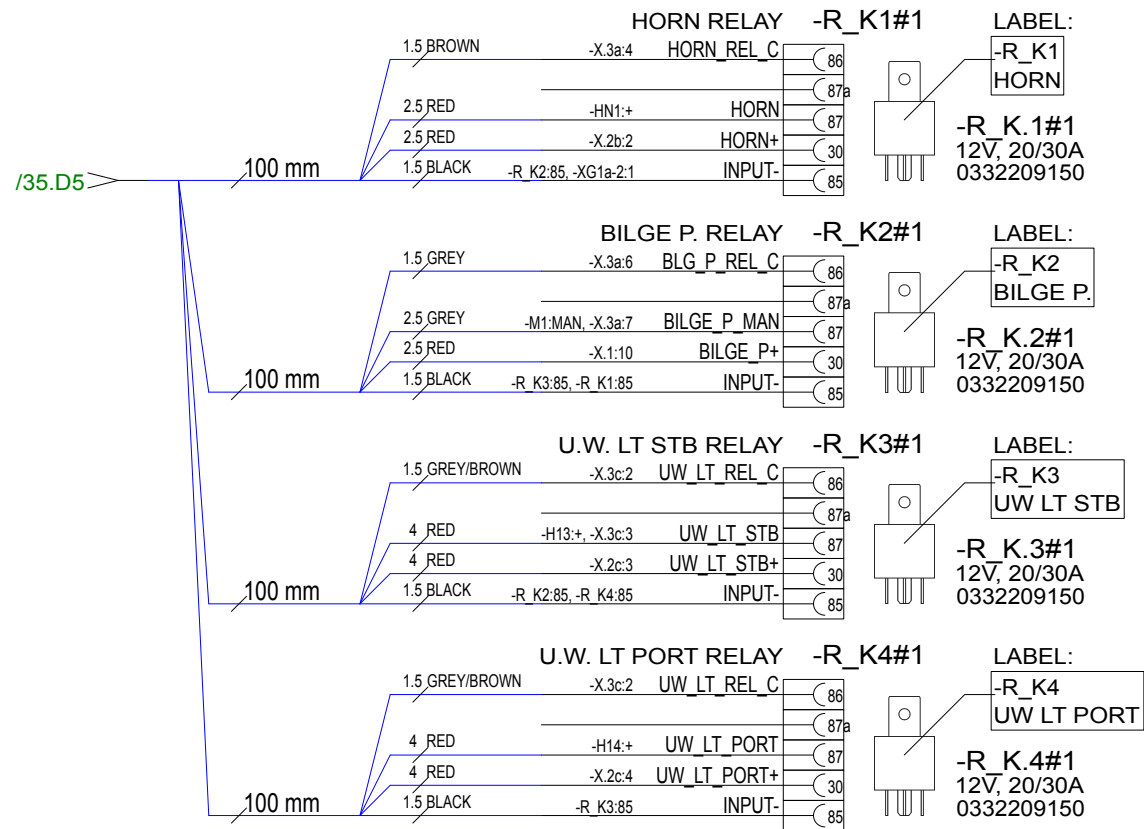 HORN RELAY -R_K1#1 LABEL:
1.5 BROWN -X.3a:4 HORN_REL_C 86 -R_K1
HORN
87a
2.5 RED -HN1:+ HORN 87 -R_K.1#1
12V, 20/30A
2.5 RED -X.2b:2 HORN+ 30
0332209150
/35.D5 100 mm 1.5 BLACK -R_K2:85, -XG1a-2:1 INPUT- 85
BILGE P. RELAY -R_K2#1 LABEL:
1.5 GREY -X.3a:6 BLG_P_REL_C 86 -R_K2
BILGE P.
87a
2.5 GREY -M1:MAN, -X.3a:7 BILGE_P_MAN 87 -R_K.2#1
12V, 20/30A
2.5 RED -X.1:10 BILGE_P+ 30
0332209150
100 mm 1.5 BLACK -R_K3:85, -R_K1:85 INPUT- 85
U.W. LT STB RELAY -R_K3#1 LABEL:
1.5 GREY/BROWN -X.3c:2 UW_LT_REL_C 86 -R_K3
UW LT STB
87a
4 RED -H13:+, -X.3c:3 UW_LT_STB 87 -R_K.3#1
12V, 20/30A
4 RED -X.2c:3 UW_LT_STB+ 30
0332209150
100 mm 1.5 BLACK -R_K2:85, -R_K4:85 INPUT- 85
U.W. LT PORT RELAY -R_K4#1 LABEL:
1.5 GREY/BROWN -X.3c:2 UW_LT_REL_C 86 -R_K4
UW LT PORT
87a
4 RED -H14:+ UW_LT_PORT 87 -R_K.4#1
12V, 20/30A
4 RED -X.2c:4 UW_LT_PORT+ 30
0332209150
100 mm 1.5 BLACK -R_K3:85 INPUT- 85